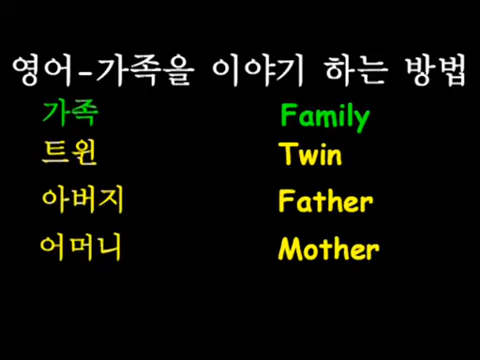 영어-가족을 이야기 하는 방법
가족 Family
트윈 Twin
아버지 Father
어머니 Mother